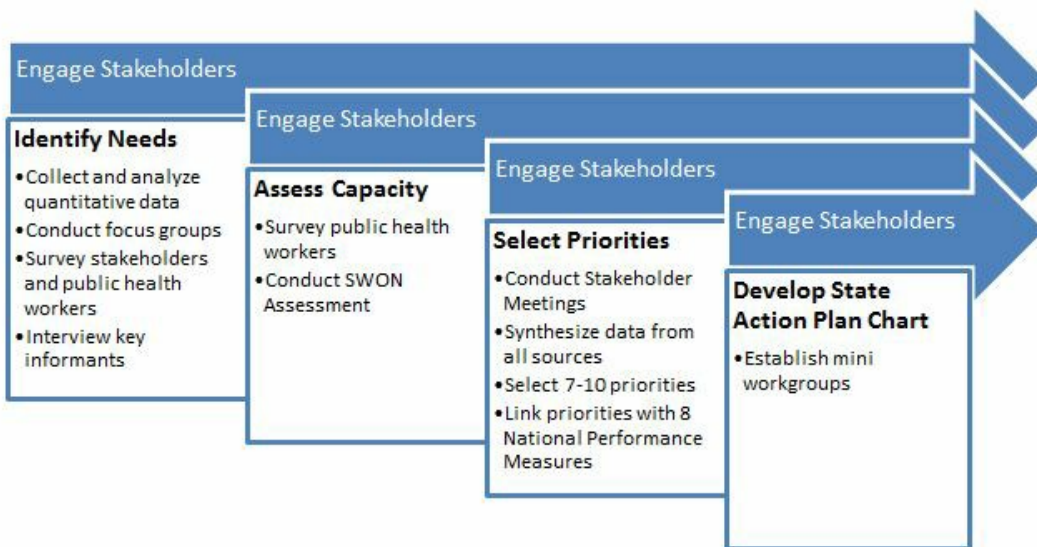 Engage Stakeholders
Identify Needs
•Collect and analyze
quantitative data
•Conduct focus groups
•Survey stakeholders
and public health
workers
•Interview key
informants
Engage Stakeholders
Assess Capacity
•Survey public health
workers
•Conduct SWON
Assessment
Engage Stakeholders
Select Priorities
•Conduct Stakeholder
Meetings
•Synthesize data from
all sources
•Select 7-10 priorities
•Link priorities with 8
National Performance
Measures
Engage Stakeholders
Develop State
Action Plan Chart
•Establish mini
workgroups